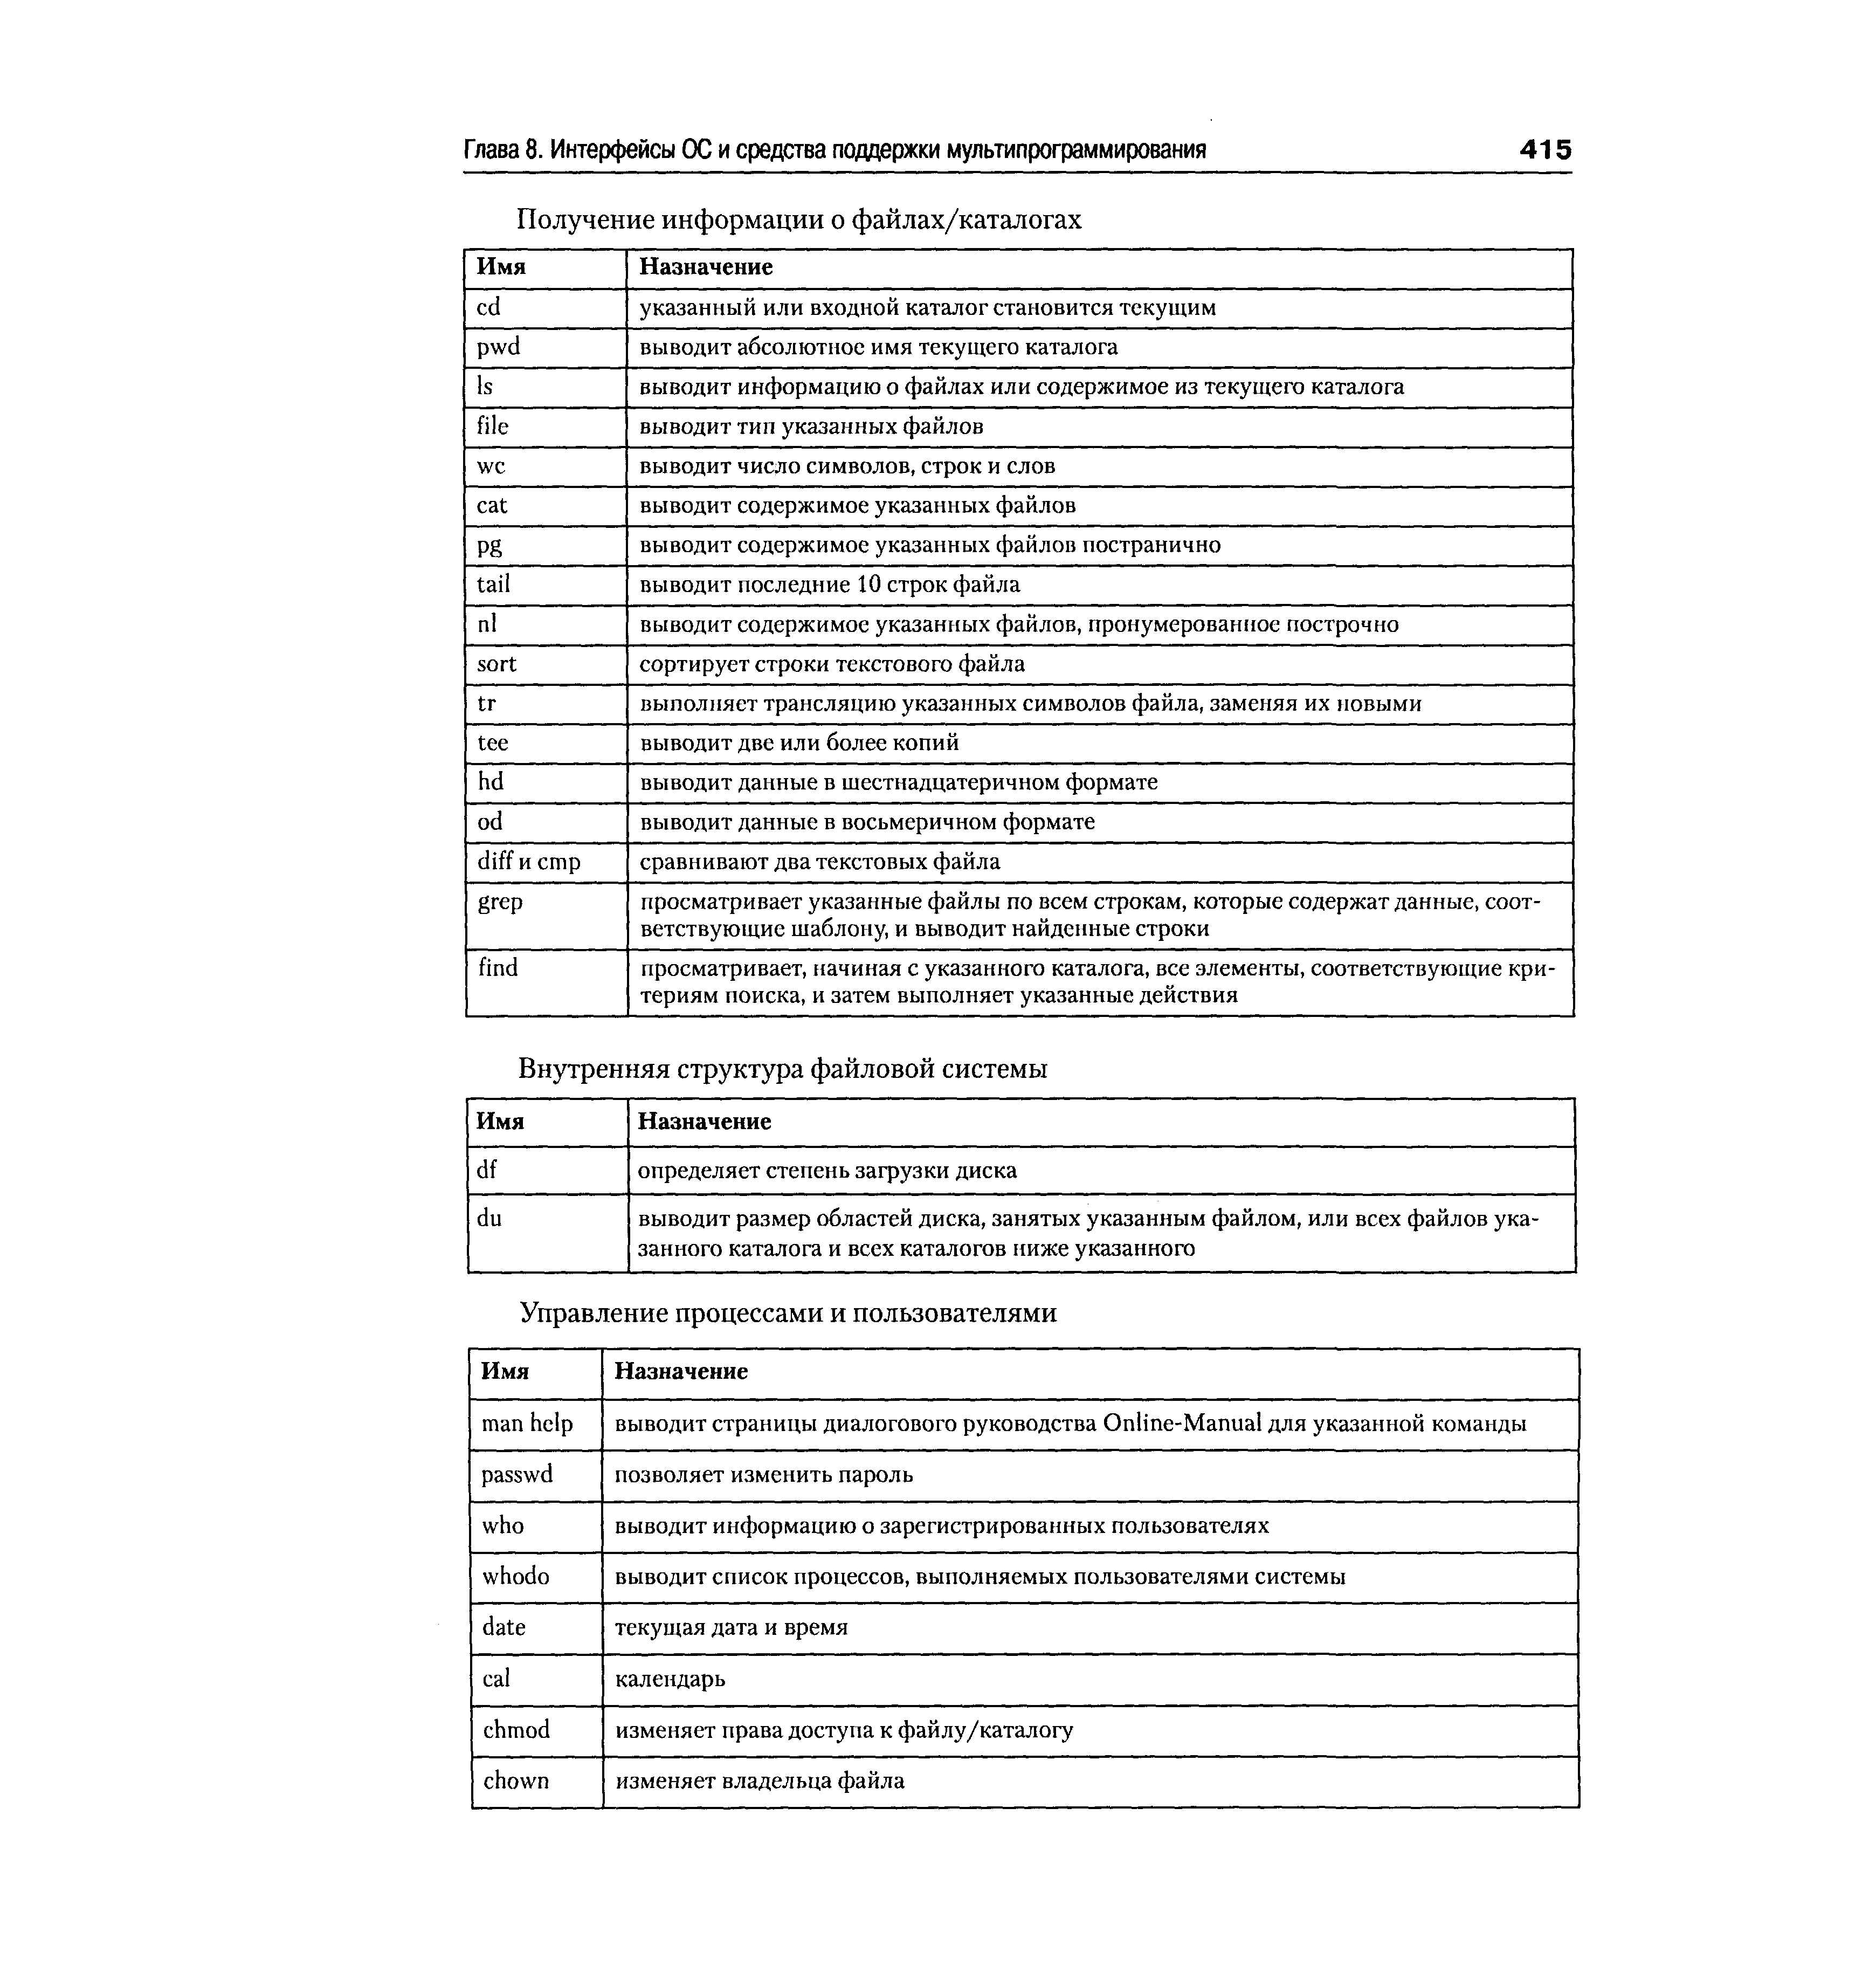 Глава 8. Интерфейсы ОС и средства поддержки мультипрограммирования 415
Получение информации о файлах/каталогах
Имя Назначение
cd указанный или входной каталог становится текущим
pwd выводит абсолютное имя текущего каталога
ls выводит информацию о файлах или содержимое из текущего каталога
file выводит тип указанных файлов
wc выводит число символов, строк и слов
cat выводит содержимое указанных файлов
pg выводит содержимое указанных файлов постранично
tail выводит последние 10 строк файла
nl выводит содержимое указанных файлов, пронумерованное построчно
sort сортирует строки текстового файла
tr выполняет трансляцию указанных символов файла, заменяя их новыми
tee выводит две или более копий
hd выводит данные в шестнадцатеричном формате
od выводит данные в восьмеричном формате
diff и cmp сравнивают два текстовых файла
grep просматривает указанные файлы по всем строкам, которые содержат данные, соот-
ветствующие шаблону, и выводит найденные строки
find просматривает, начиная с указанного каталога, все элементы, соответствующие кри-
териям поиска, и затем выполняет указанные действия
Внутренняя структура файловой системы
Имя Назначение
df определяет степень загрузки диска
du выводит размер областей диска, занятых указанным файлом, или всех файлов ука-
занного каталога и всех каталогов ниже указанного
Управление процессами и пользователями
Имя Назначение
man help выводит страницы диалогового руководства Online-Manual для указанной команды
passwd позволяет изменить пароль
who выводит информацию о зарегистрированных пользователях
whodo выводит список процессов, выполняемых пользователями системы
date текущая дата и время
cal календарь
chmod изменяет права доступа к файлу/каталогу
chown изменяет владельца файла